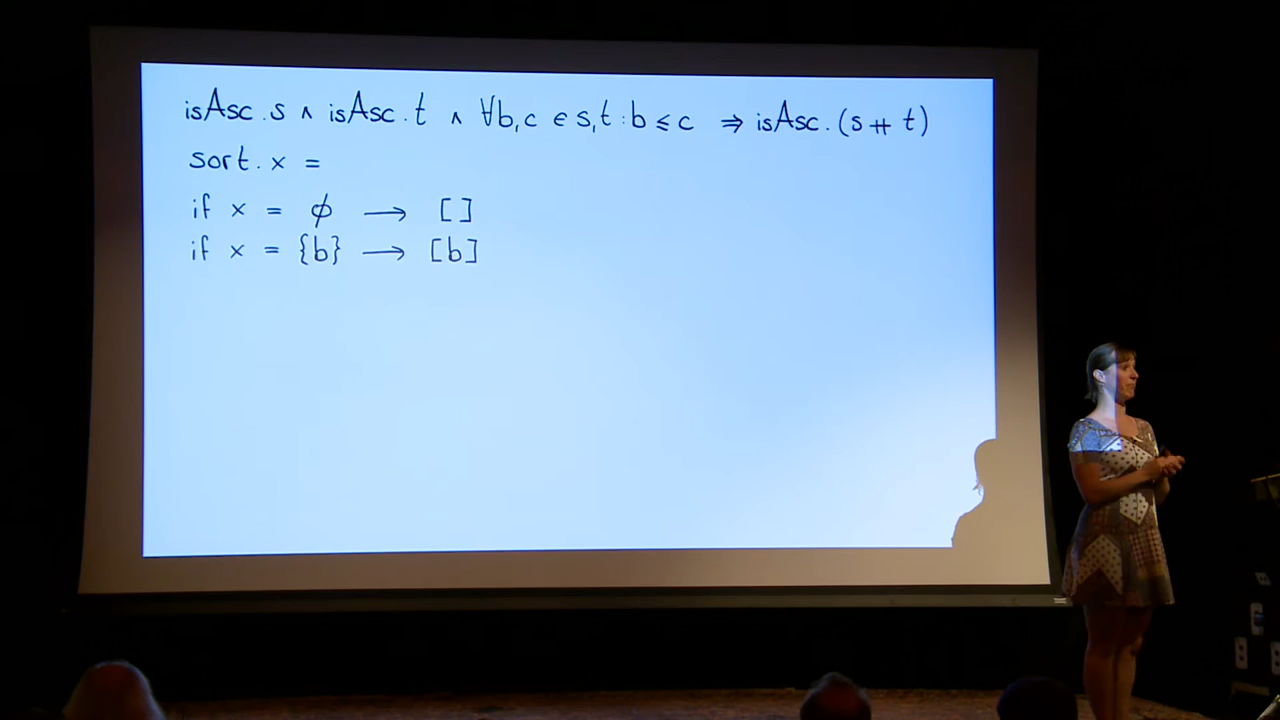 isAsc.s ∧ isAsc.t ∧ ∀b,c ∈ s,t : b ⩽ c ⇒ isAsc.(s ⧺ t)
sort.x =
if x = ϕ ⟶ []
if x = {b} ⟶ [b]